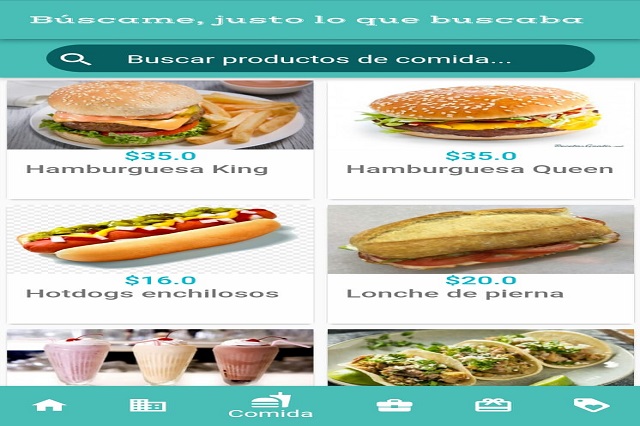 Búscame, justo lo que buscaba
Buscar productos de comida...
$35.0
Hamburguesa King
$35.0
Hamburguesa Queen
$16.0
Hotdogs enchilosos
$20.0
Lonche de pierna
Comida